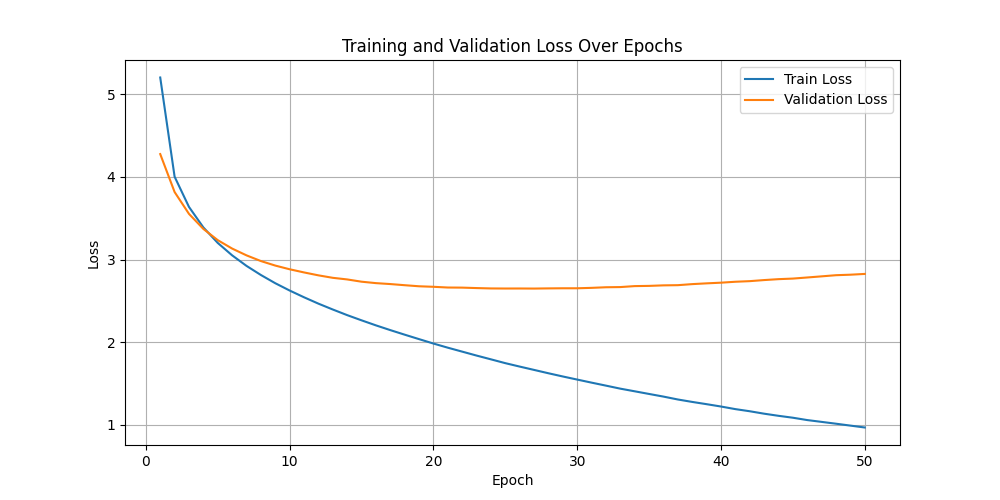 Training and Validation Loss Over Epochs
Train Loss
Validation Loss
5
4
3
2
1
Loss
0 10 20 30 40 50
Epoch